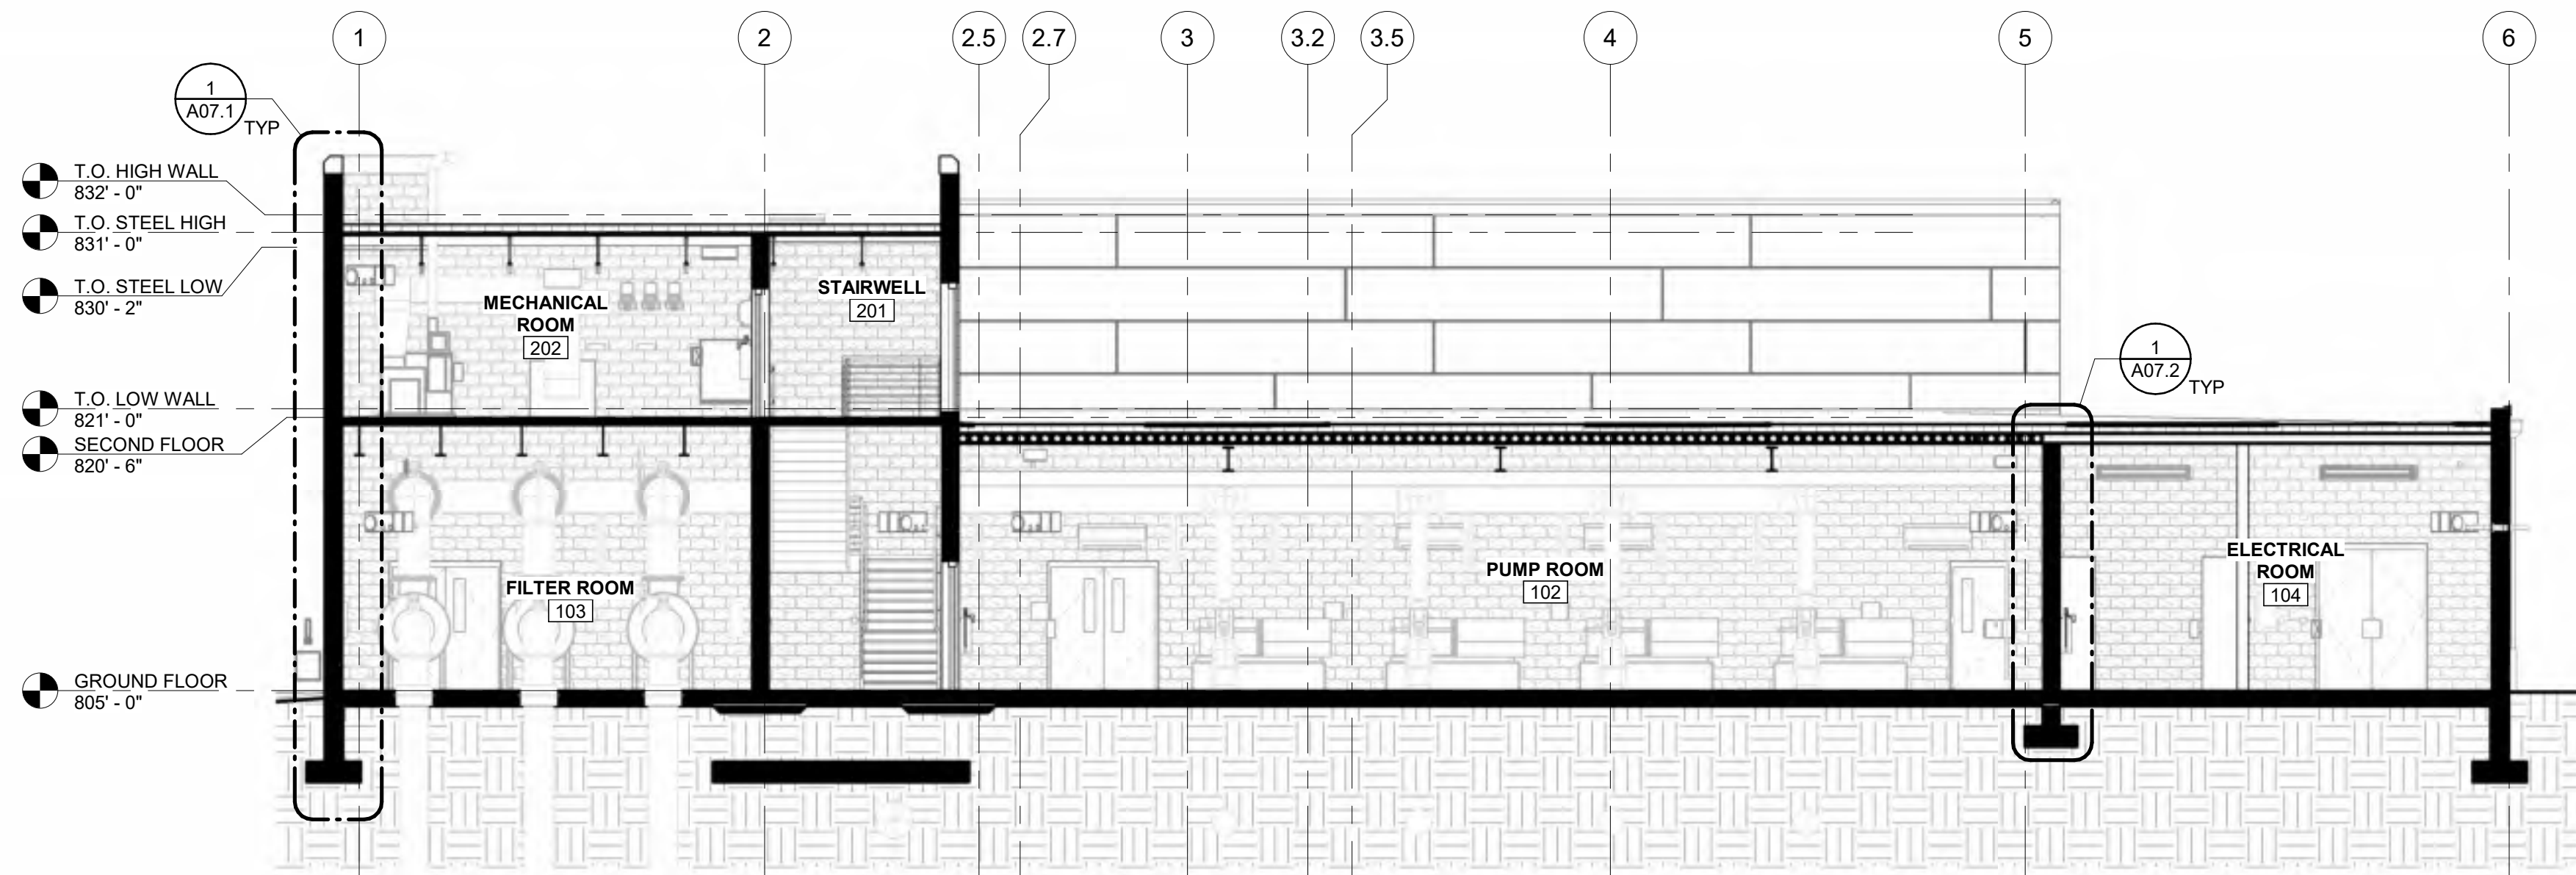 1
2
2.5
2.7
3
3.2
3.5
4
5
6
1
A07.1
TYP
T.O. HIGH WALL
832' - 0"
T.O. STEEL HIGH
831' - 0"
T.O. STEEL LOW
830' - 2"
T.O. LOW WALL
821' - 0"
SECOND FLOOR
820' - 6"
GROUND FLOOR
805' - 0"
MECHANICAL
ROOM
202
STAIRWELL
201
1
A07.2
TYP
FILTER ROOM
103
PUMP ROOM
102
ELECTRICAL
ROOM
104